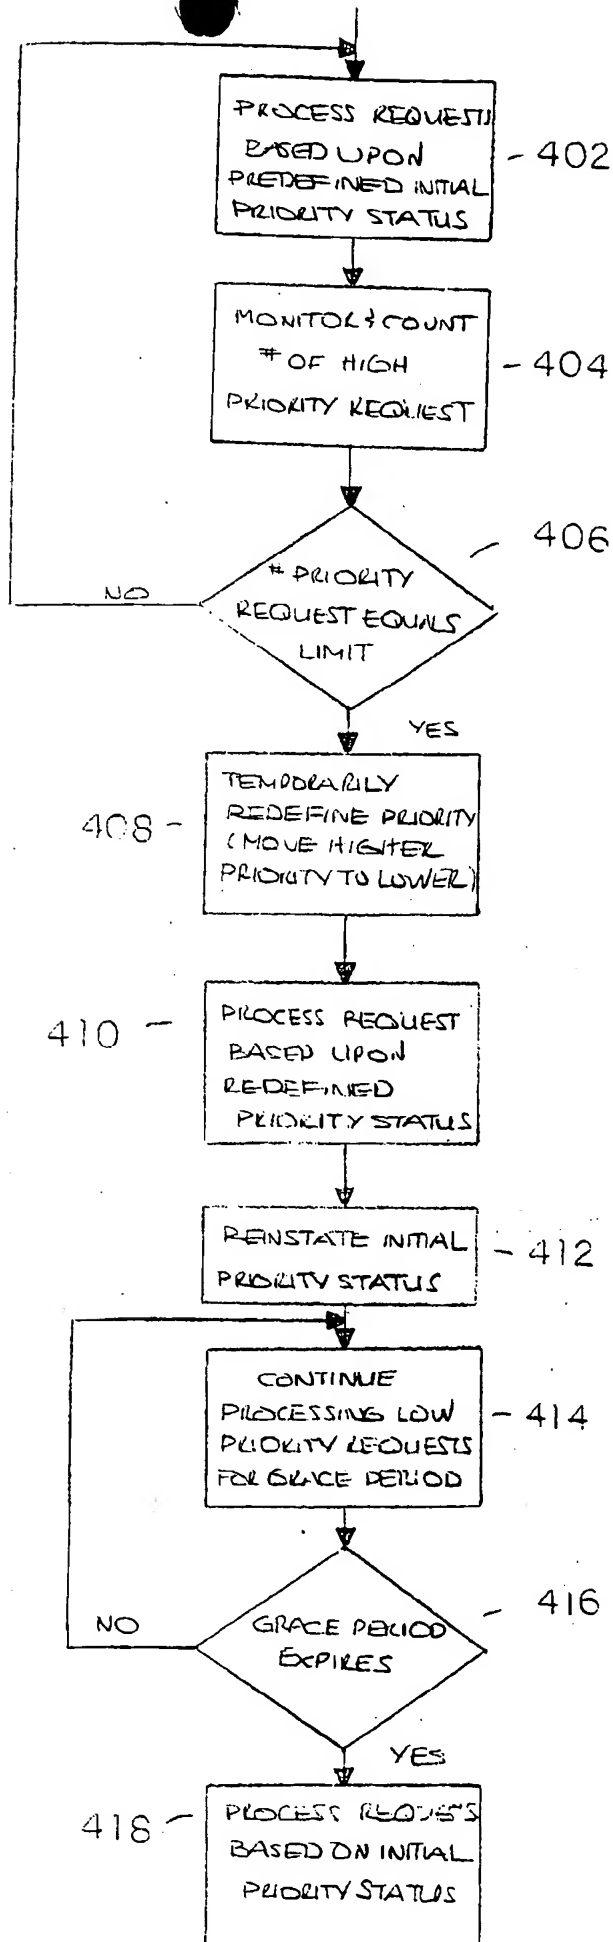 PROCESS REQUESTS
BASED UPON
PREDEFINED INITIAL
PRIORITY STATUS
- 402
MONITOR & COUNT
# OF HIGH
PRIORITY REQUEST
- 404
406
# PRIORITY
REQUEST EQUALS
LIMIT
NO
YES
408 -
TEMPORARILY
REDEFINE PRIORITY
(MOVE HIGHER
PRIORITY TO LOWER)
410 -
PROCESS REQUEST
BASED UPON
REDEFINED
PRIORITY STATUS
REINSTATE INITIAL
PRIORITY STATUS
- 412
CONTINUE
PROCESSING LOW
PRIORITY REQUESTS
FOR GRACE PERIOD
- 414
416
GRACE PERIOD
EXPIRES
NO
YES
418
PROCESS REQUESTS
BASED ON INITIAL
PRIORITY STATUS